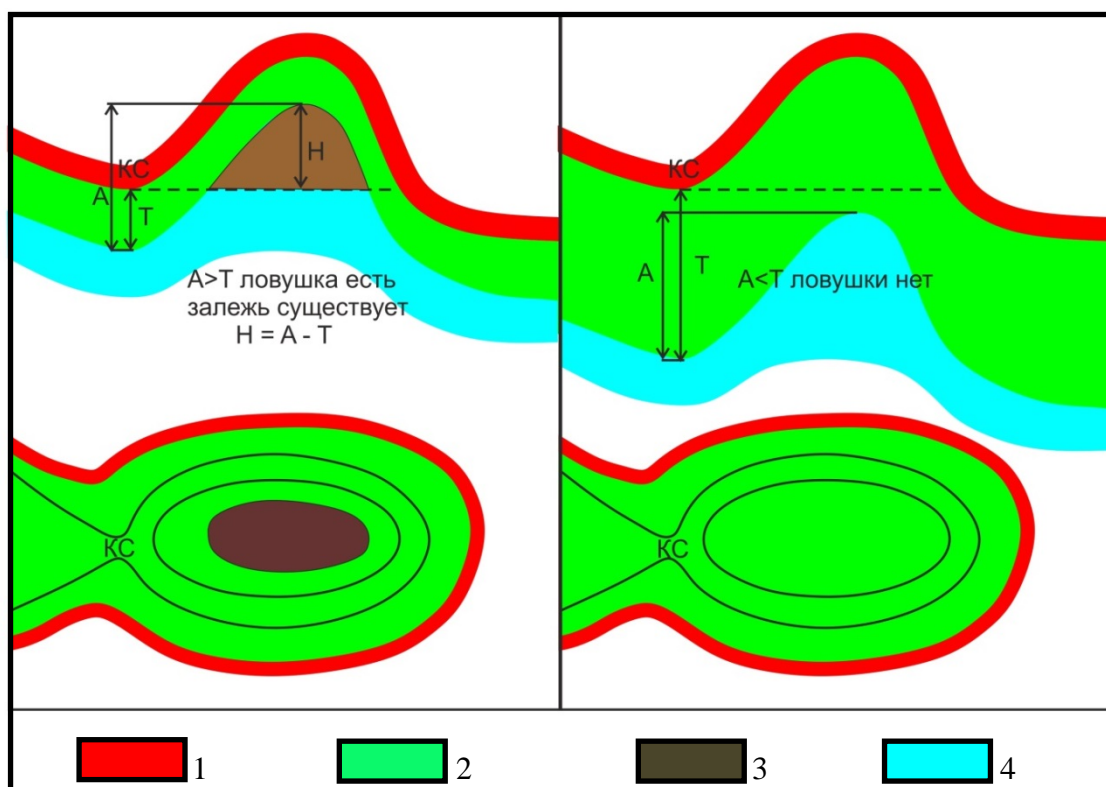 КС
А
Н
Т
А>Т ловушка есть
залежь существует
Н = А - Т
КС
КС
А
Т
А<Т ловушки нет
КС
1
2
3
4